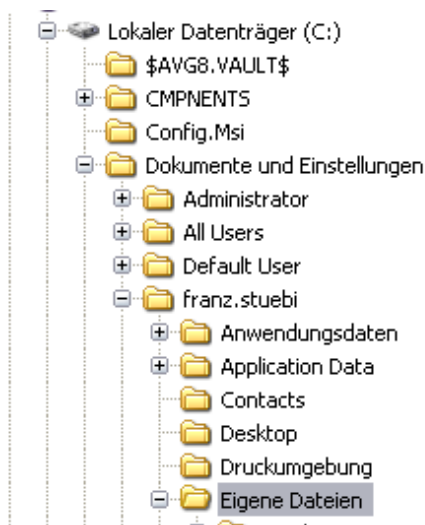 Lokaler Datenträger (C:)
$AVG8.VAULT$
CMPNENTS
Config.Msi
Dokumente und Einstellungen
Administrator
All Users
Default User
franz.stuebi
Anwendungsdaten
Application Data
Contacts
Desktop
Druckumgebung
Eigene Dateien